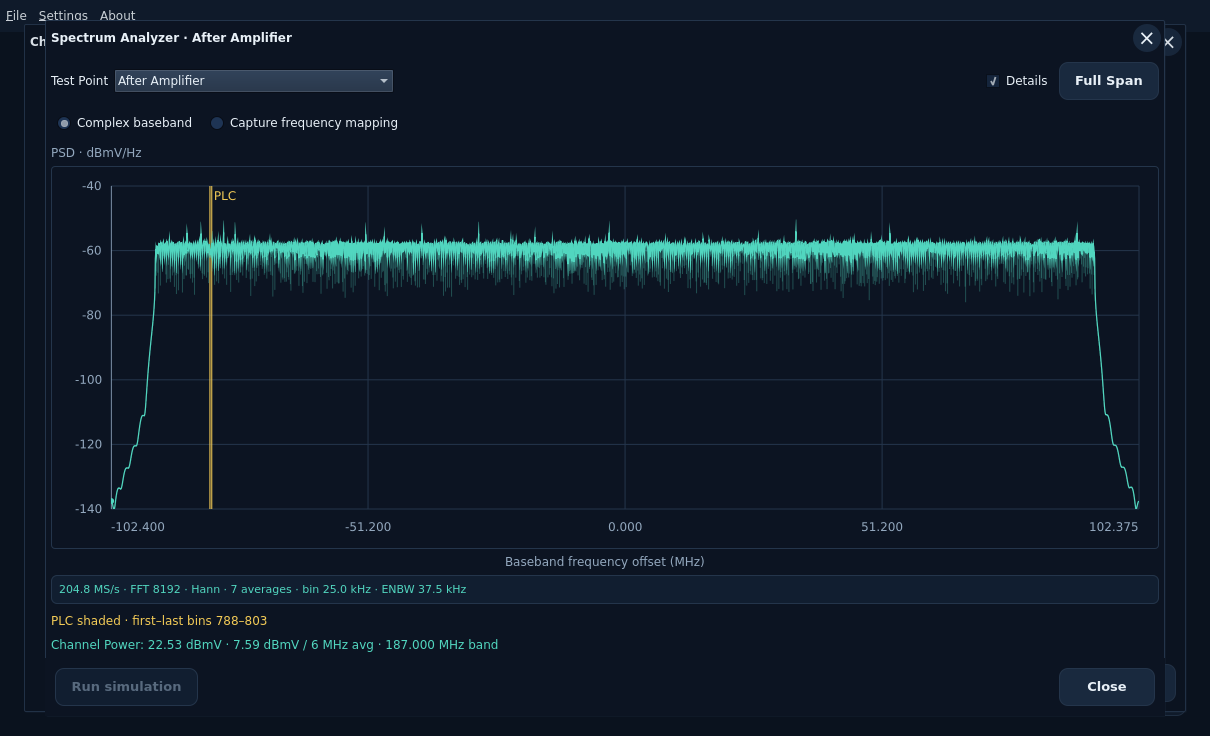 File Settings About
Ch
Spectrum Analyzer · After Amplifier
Test Point After Amplifier
Details
Full Span
Complex baseband
Capture frequency mapping
PSD · dBmV/Hz
PLC
-40
-60
-80
-100
-120
-140
-102.400
-51.200
0.000
51.200
102.375
Baseband frequency offset (MHz)
204.8 MS/s · FFT 8192 · Hann · 7 averages · bin 25.0 kHz · ENBW 37.5 kHz
PLC shaded · first–last bins 788–803
Channel Power: 22.53 dBmV · 7.59 dBmV / 6 MHz avg · 187.000 MHz band
Run simulation
Close